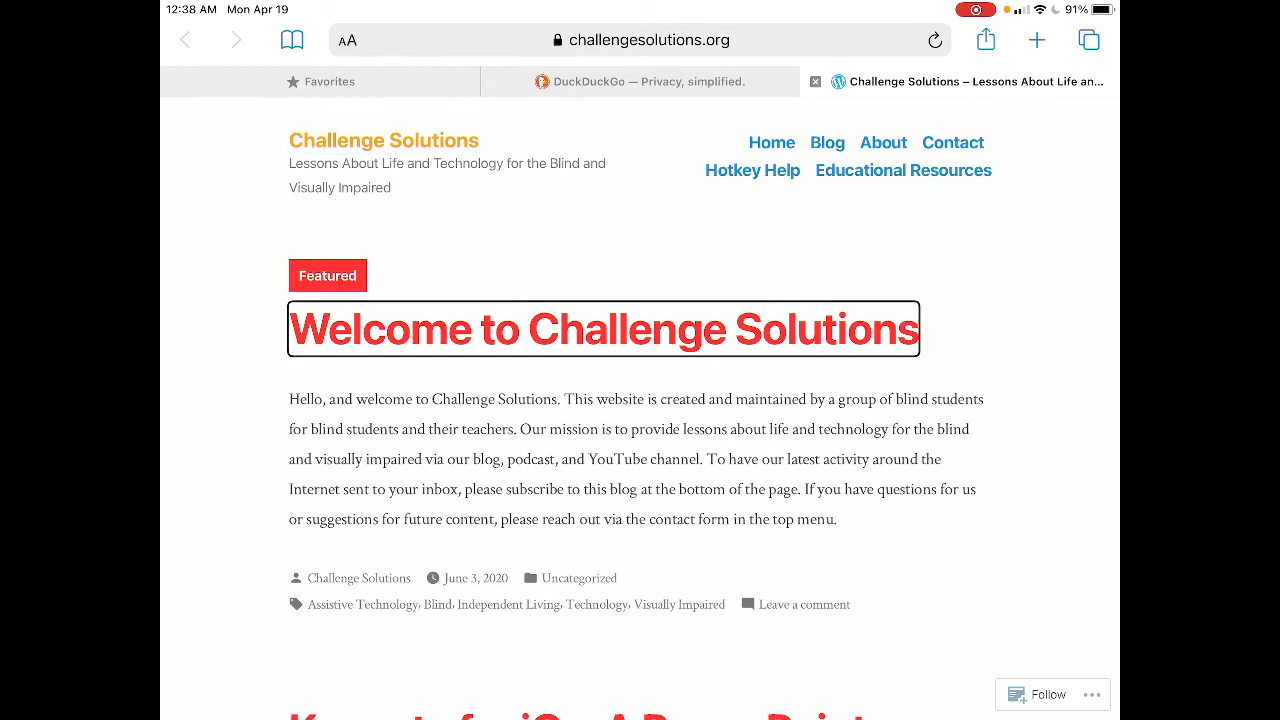 12:38 AM Mon Apr 19 91%
AA challengesolutions.org
Favorites DuckDuckGo — Privacy, simplified. Challenge Solutions – Lessons About Life an...
Challenge Solutions
Lessons About Life and Technology for the Blind and
Visually Impaired
Home Blog About Contact
Hotkey Help Educational Resources
Featured
Welcome to Challenge Solutions
Hello, and welcome to Challenge Solutions. This website is created and maintained by a group of blind students
for blind students and their teachers. Our mission is to provide lessons about life and technology for the blind
and visually impaired via our blog, podcast, and YouTube channel. To have our latest activity around the
Internet sent to your inbox, please subscribe to this blog at the bottom of the page. If you have questions for us
or suggestions for future content, please reach out via the contact form in the top menu.
Challenge Solutions June 3, 2020 Uncategorized
Assistive Technology, Blind, Independent Living, Technology, Visually Impaired Leave a comment
Follow ...